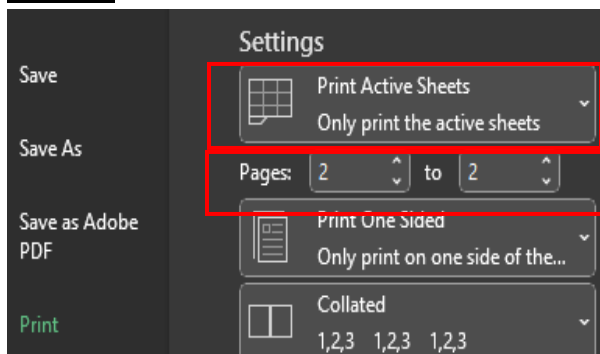 Settings
Save
Print Active Sheets
Only print the active sheets
Save As
Pages: 2 to 2
Save as Adobe
PDF
Print One Sided
Only print on one side of the...
Print
Collated
1,2,3 1,2,3 1,2,3